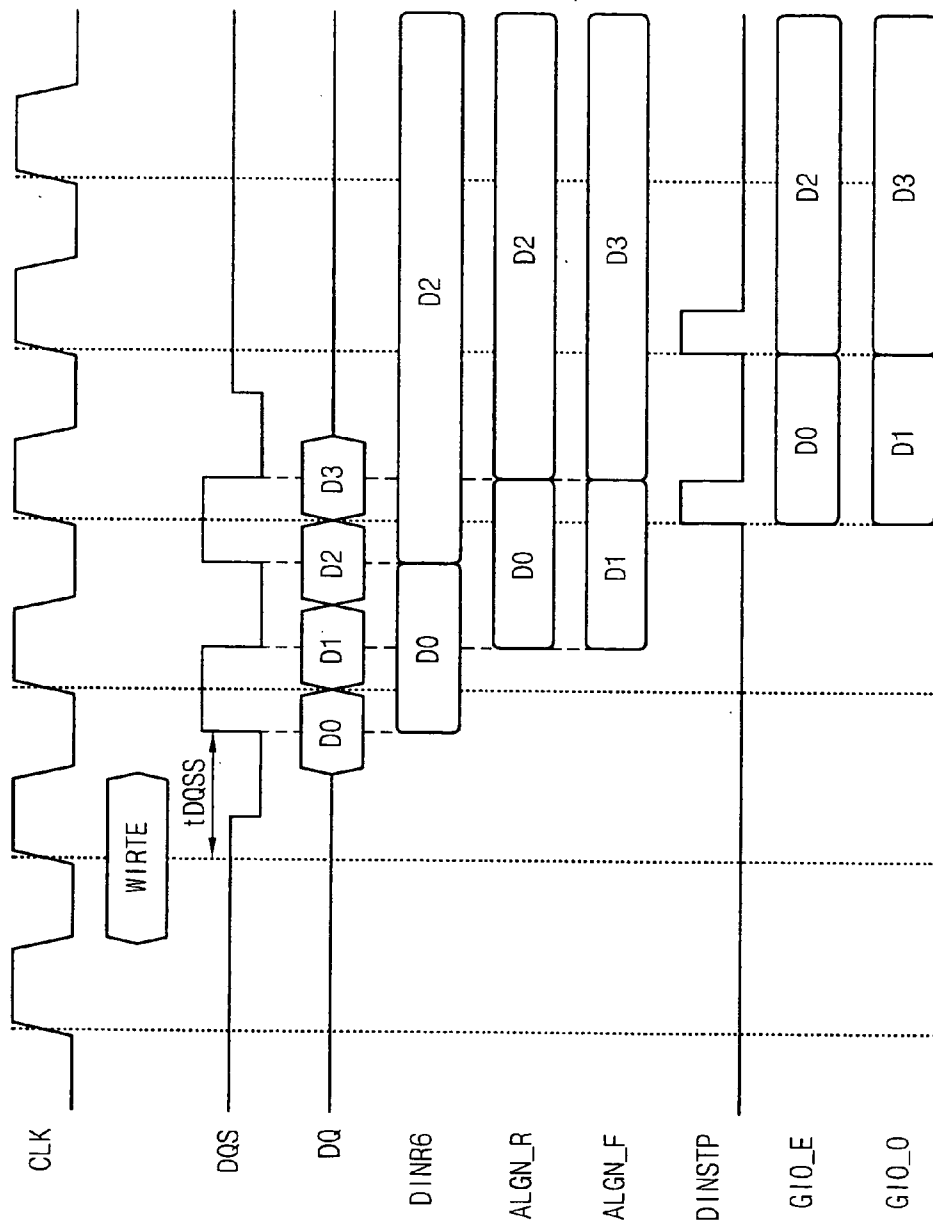 CLK
WIRTE
tDQSS
DQS
DQ D0 D1 D2 D3
DINR6 D0 D2
ALGN_R D0 D2
ALGN_F D1 D3
DINSTP
GIO_E D0 D2
GIO_O D1 D3